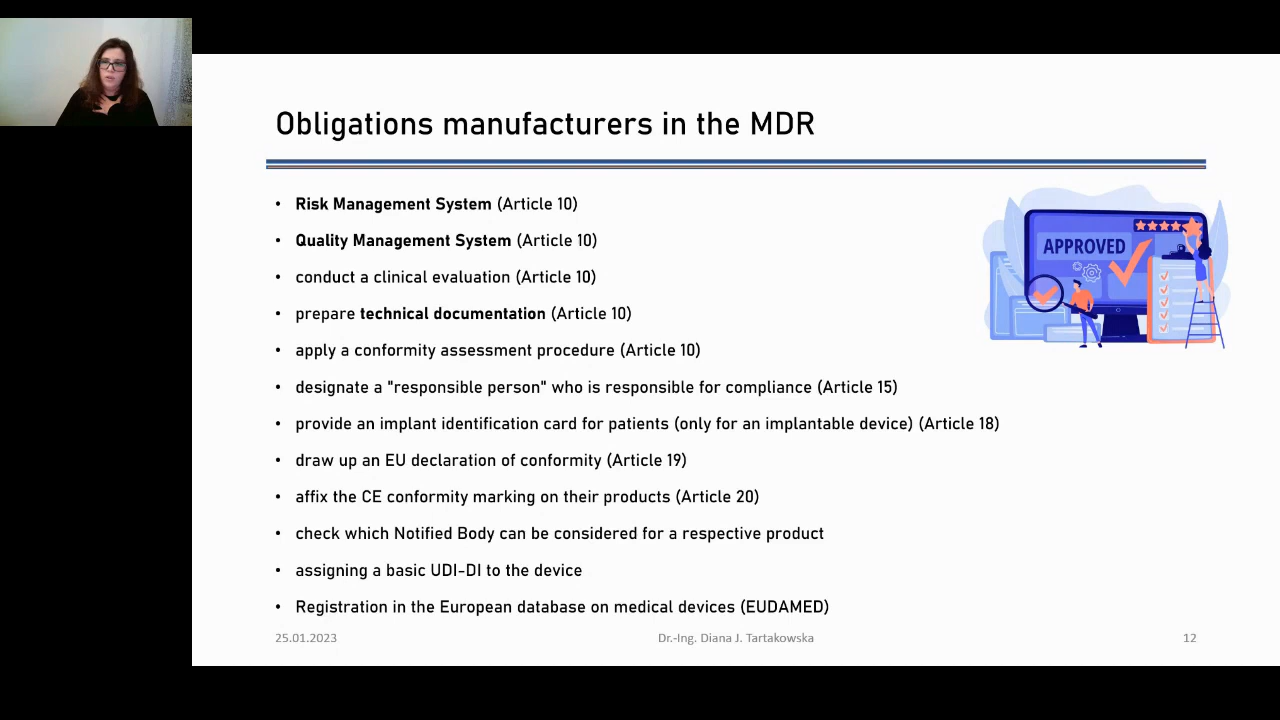 Obligations manufacturers in the MDR
• Risk Management System (Article 10)
• Quality Management System (Article 10)
• conduct a clinical evaluation (Article 10)
• prepare technical documentation (Article 10)
• apply a conformity assessment procedure (Article 10)
• designate a "responsible person" who is responsible for compliance (Article 15)
• provide an implant identification card for patients (only for an implantable device) (Article 18)
• draw up an EU declaration of conformity (Article 19)
• affix the CE conformity marking on their products (Article 20)
• check which Notified Body can be considered for a respective product
• assigning a basic UDI-DI to the device
• Registration in the European database on medical devices (EUDAMED)
APPROVED
25.01.2023
Dr.-Ing. Diana J. Tartakowska
12